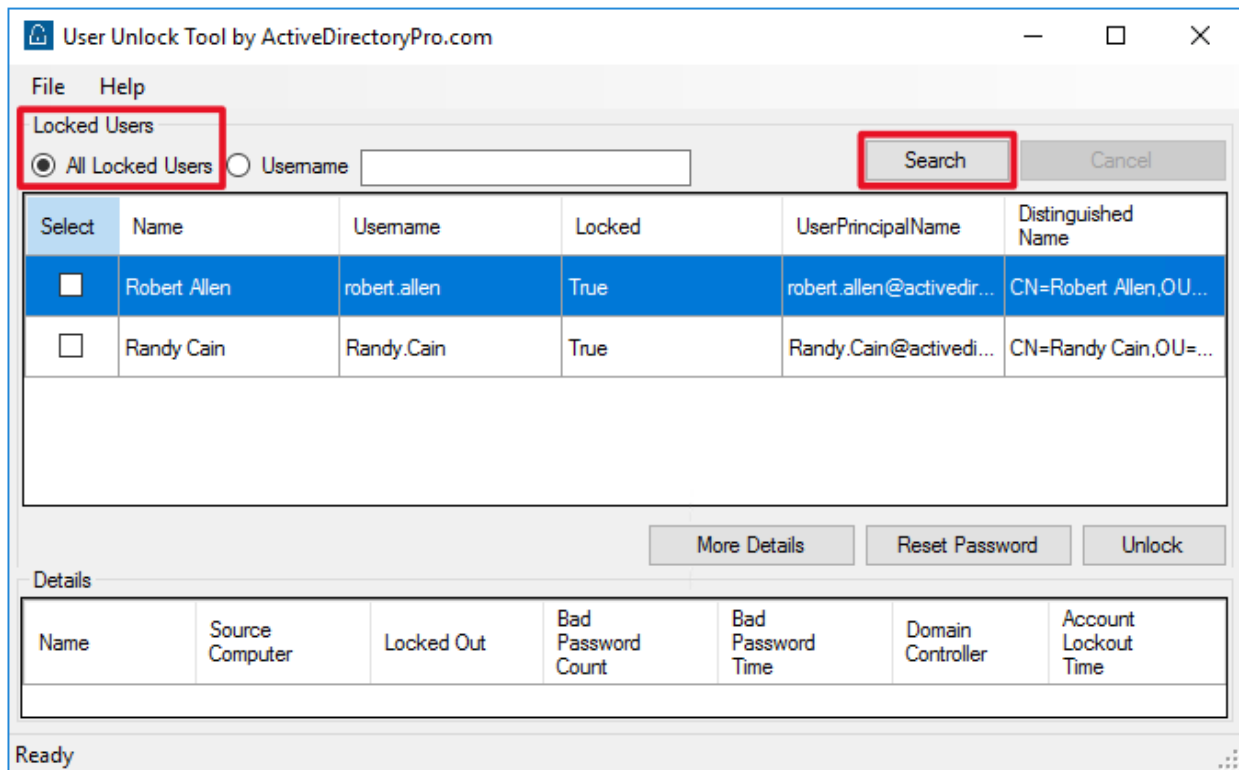 User Unlock Tool by ActiveDirectoryPro.com
File Help
Locked Users
All Locked Users Username Search Cancel
Select Name Username Locked UserPrincipalName Distinguished Name
Robert Allen robert.allen True robert.allen@activedir... CN=Robert Allen,OU...
Randy Cain Randy.Cain True Randy.Cain@activedi... CN=Randy Cain,OU=...
More Details Reset Password Unlock
Details
Name Source Computer Locked Out Bad Password Count Bad Password Time Domain Controller Account Lockout Time
Ready